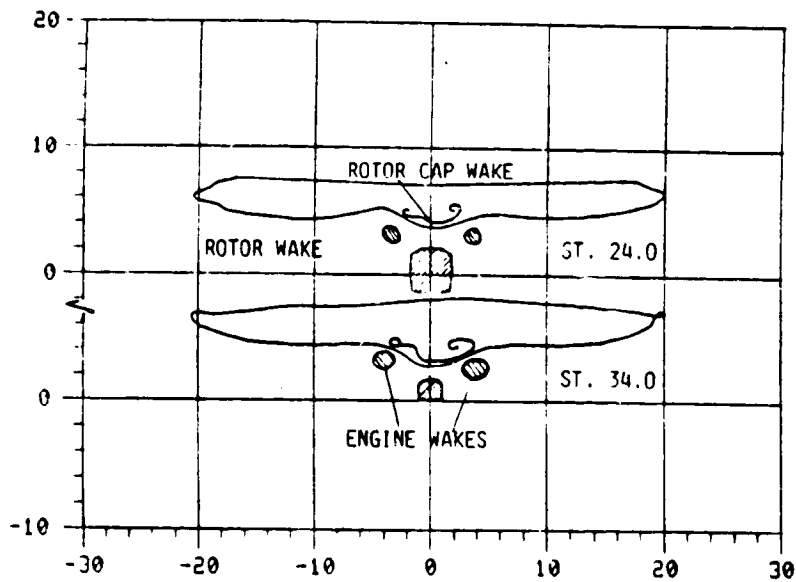 20
10
ROTOR CAP WAKE
ROTOR WAKE
ST. 24.0
0
ST. 34.0
0
ENGINE WAKES
-10
-30 -20 -10 0 10 20 30